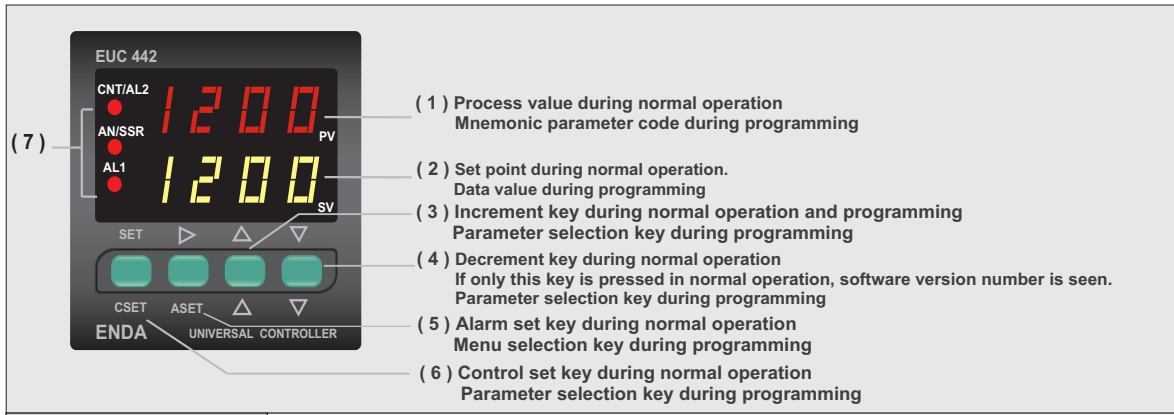 EUC 442
CNT/AL2
1200
( 1 ) Process value during normal operation
Mnemonic parameter code during programming
( 7 )
AN/SSR
PV
AL1
1200
( 2 ) Set point during normal operation.
Data value during programming
SV
( 3 ) Increment key during normal operation and programming
Parameter selection key during programming
SET ▷ △ ▽
( 4 ) Decrement key during normal operation
If only this key is pressed in normal operation, software version number is seen.
Parameter selection key during programming
CSET ASET △ ▽
( 5 ) Alarm set key during normal operation
Menu selection key during programming
ENDA UNIVERSAL CONTROLLER
( 6 ) Control set key during normal operation
Parameter selection key during programming